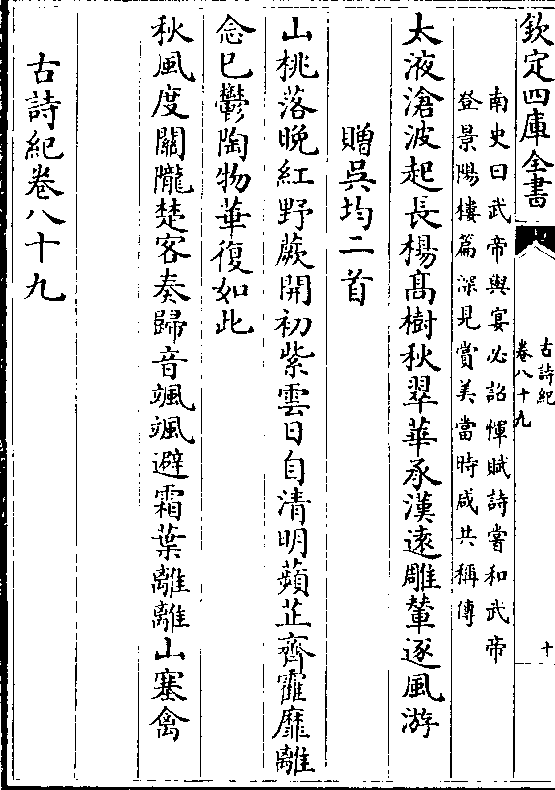 欽定四庫全書
古詩紀
卷八十九
十
南史曰武帝與宴必詔惲賦詩嘗和武帝
登景陽樓篇深見賞美當時咸共稱傳
太液滄波起長楊髙樹秋翠華承漢逺雕輦逐風游
贈吳均二首
山桃落晚紅野蕨開初紫雲日自清明蘋芷齊霍靡離
念已鬱陶物華復如此
秋風度關隴楚客奏歸音颯颯避霜葉離離山塞禽
古詩紀卷八十九